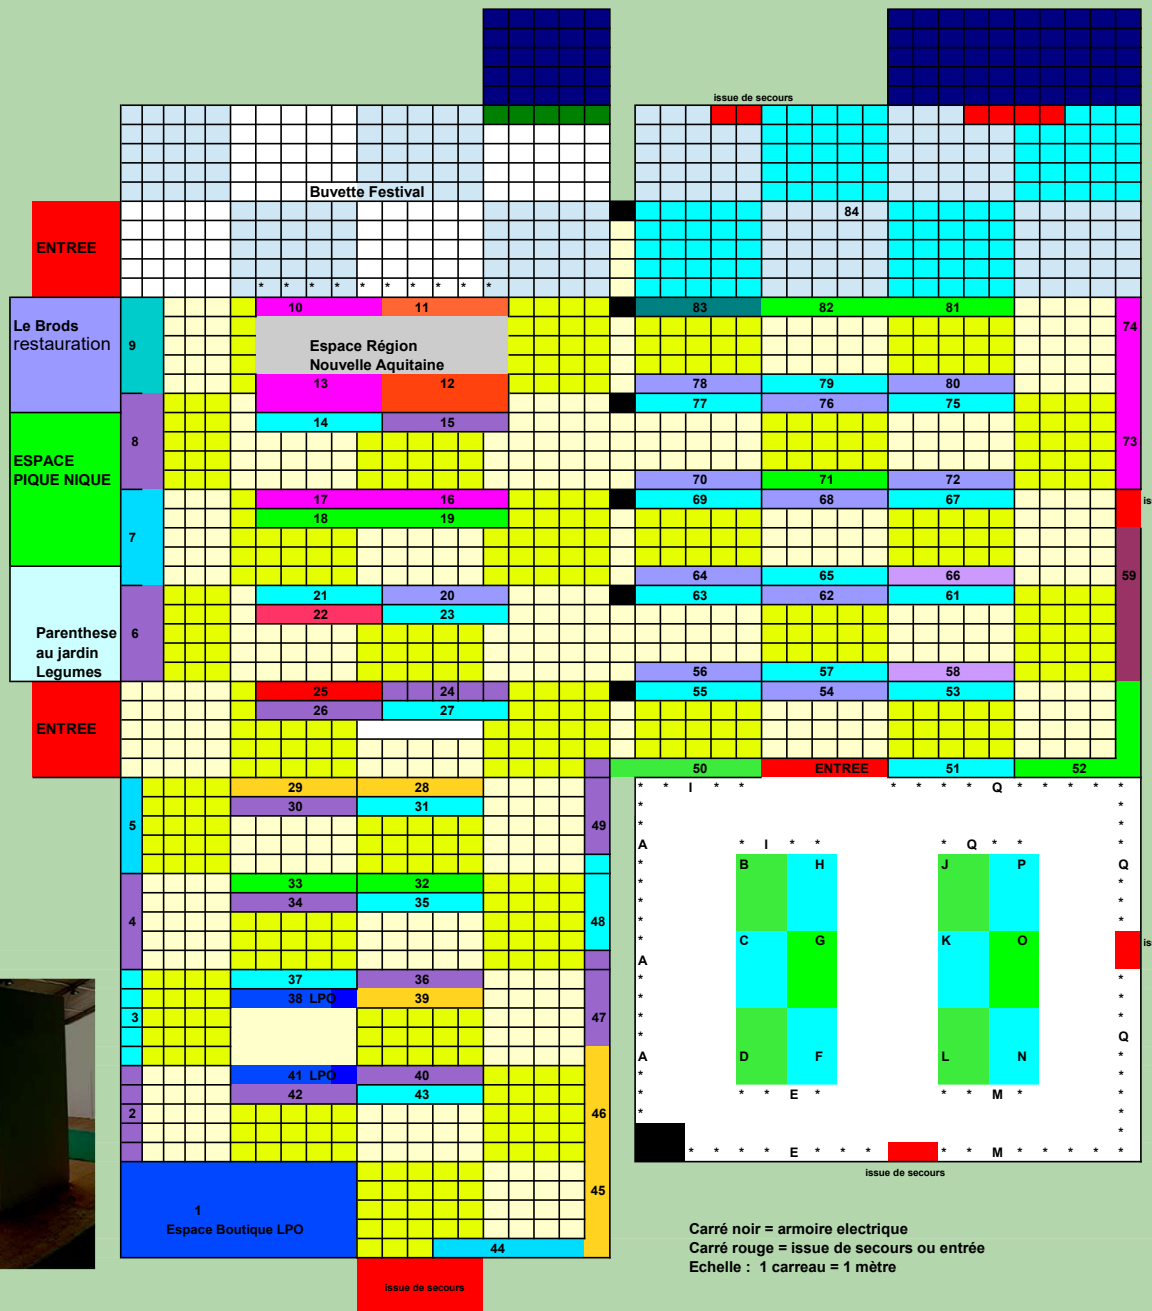 issue de secours
Buvette Festival
84
ENTREE
* * * * * * * * * *
10 11 83 82 81
Le Brods
restauration
9
74
Espace Région
Nouvelle Aquitaine
13 12 78 79 80
77 76 75
14 15
8
73
ESPACE
PIQUE NIQUE
70 71 72
17 16 69 68 67
is
18 19
7
64 65 66
59
21 20 63 62 61
22 23
Parenthese
au jardin
Legumes
6
56 57 58
25 24 55 54 53
26 27
ENTREE
50 ENTREE 51 52
29 28
* * I * * * * * * Q * * * * *
5
30 31
* *
49
* *
A * I * * * Q * * *
* B H J P Q
33 32
* *
34 35
* *
4
48
* C G K O is
A
37 36
* *
38 LPO 39
* *
3
47
* *
* Q
A D F L N *
41 LPO 40
* *
42 43
* * * E * * * M * *
2
46
* *
*
* * * * E * * * * * M * * * * *
issue de secours
45
1
Espace Boutique LPO
44
Carré noir = armoire electrique
Carré rouge = issue de secours ou entrée
Echelle : 1 carreau = 1 mètre
issue de secours